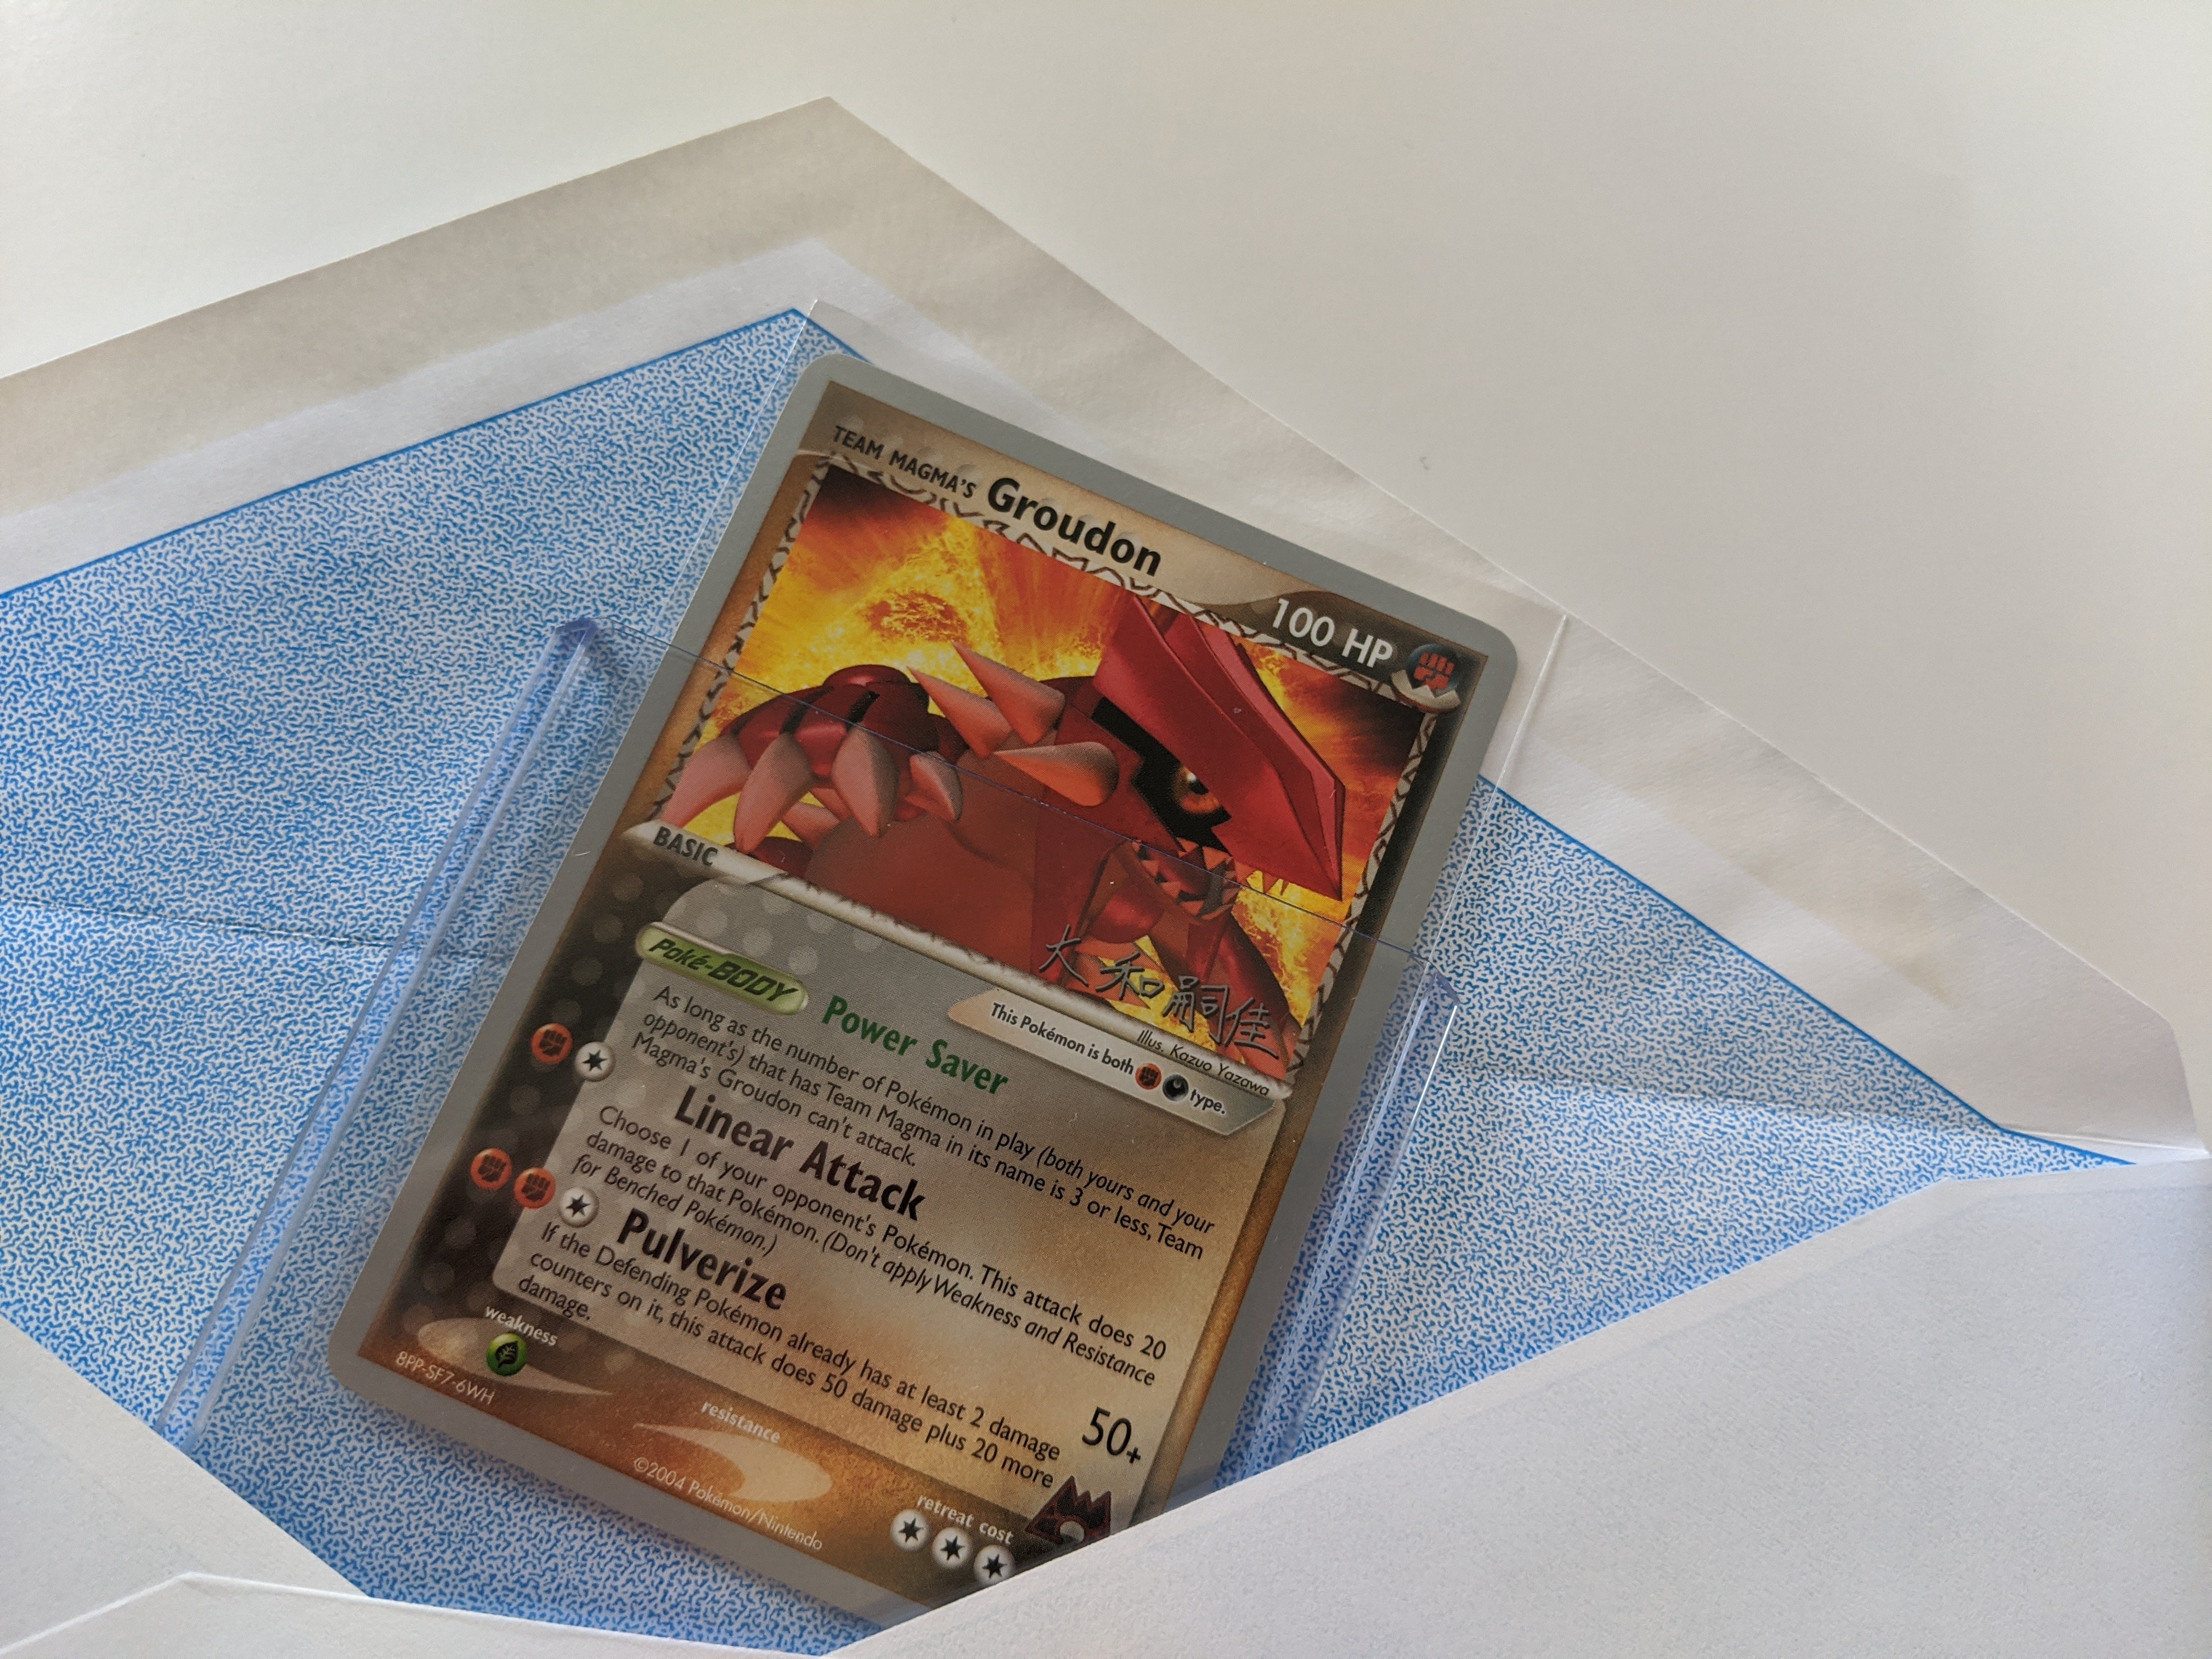 TEAM MAGMA'S Groudon 100 HP
BASIC
大和嗣佳
Illus. Kazuo Yazawa
This Pokémon is both type.
Poké-BODY Power Saver
As long as the number of Pokémon in play (both yours and your
opponent's) that has Team Magma in its name is 3 or less, Team
Magma's Groudon can't attack.
Linear Attack
Choose 1 of your opponent's Pokémon. This attack does 20
damage to that Pokémon. (Don't apply Weakness and Resistance
for Benched Pokémon.)
Pulverize 50+
If the Defending Pokémon already has at least 2 damage
counters on it, this attack does 50 damage plus 20 more
damage.
weakness
resistance
retreat cost
8PP-SF7-6WH
©2004 Pokémon/Nintendo